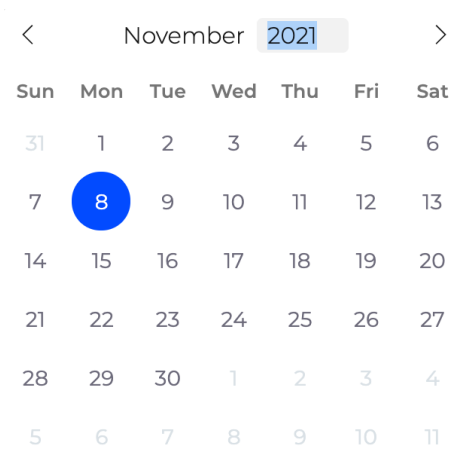 November 2021
Sun Mon Tue Wed Thu Fri Sat
31 1 2 3 4 5 6
7 8 9 10 11 12 13
14 15 16 17 18 19 20
21 22 23 24 25 26 27
28 29 30 1 2 3 4
5 6 7 8 9 10 11